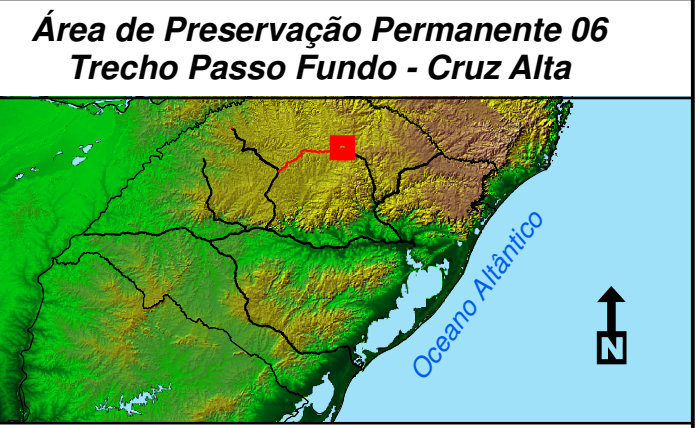 Área de Preservação Permanente 06
Trecho Passo Fundo - Cruz Alta
Oceano Altântico
N